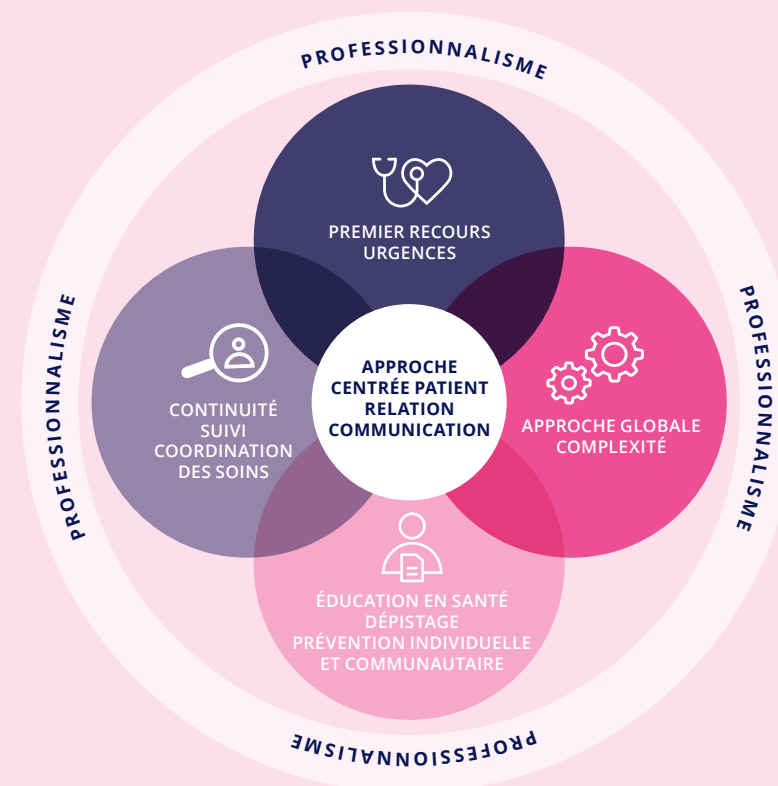 PROFESSIONNALISME
PREMIER RECOURS
URGENCES
PROFESSIONNALISME
CONTINUITÉ
SUIVI
COORDINATION
DES SOINS
APPROCHE
CENTRÉE PATIENT
RELATION
COMMUNICATION
APPROCHE GLOBALE
COMPLEXITÉ
PROFESSIONNALISME
ÉDUCATION EN SANTÉ
DÉPISTAGE
PRÉVENTION INDIVIDUELLE
ET COMMUNAUTAIRE
PROFESSIONNALISME